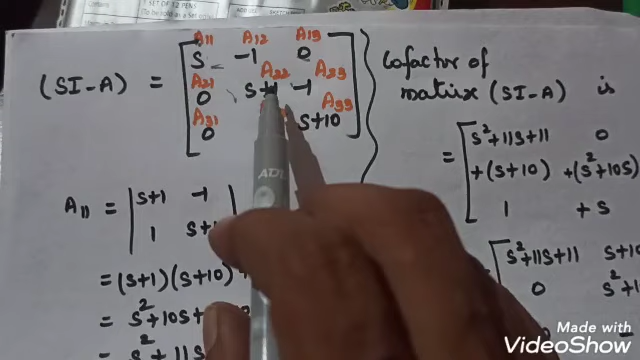 A11 A12 A13
S -1 0
(SI-A) =
A21 A22 A23
0 S+1 -1
A31 A33
0 S+10
Cofactor of
matrix (SI-A) is
= S²+11S+11 0
+(S+10) +(S²+10S)
1 +S
A11 = S+1 -1
1
= (S+1)(S+10)
= S²+10S+
= S²+11S
S²+11S+11 S+10
0
Made with
VideoShow